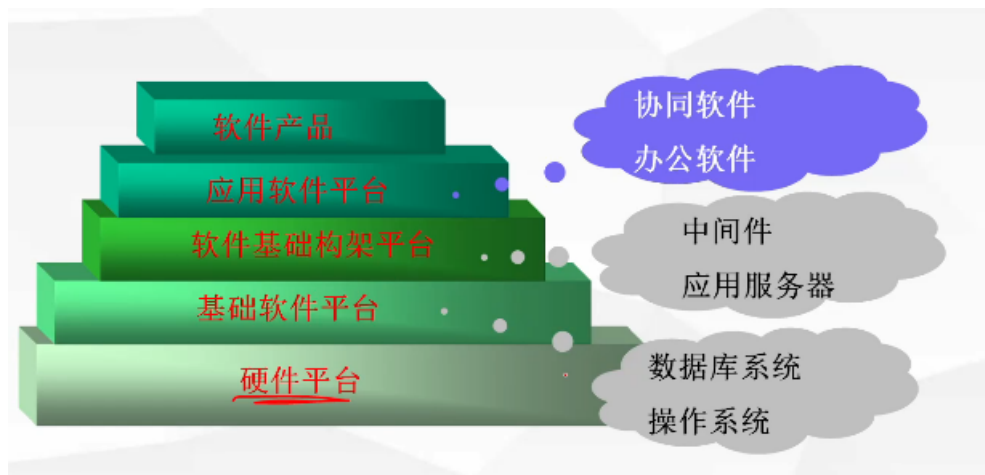 软件产品
应用软件平台
软件基础构架平台
基础软件平台
硬件平台
协同软件
办公软件
中间件
应用服务器
数据库系统
操作系统